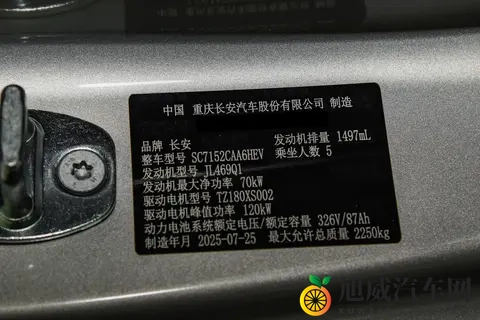 中国 重庆长安汽车股份有限公司 制造
品牌 长安 发动机排量 1497mL
整车型号 SC7152CAA6HEV 乘坐人数 5
发动机型号 JL469Q1
发动机最大净功率 70kW
驱动电机型号 TZ180XS002
驱动电机峰值功率 120kW
动力电池系统额定电压/额定容量 326V/87Ah
制造年月 2025-07-25 最大允许总质量 2250kg
旭威汽车网